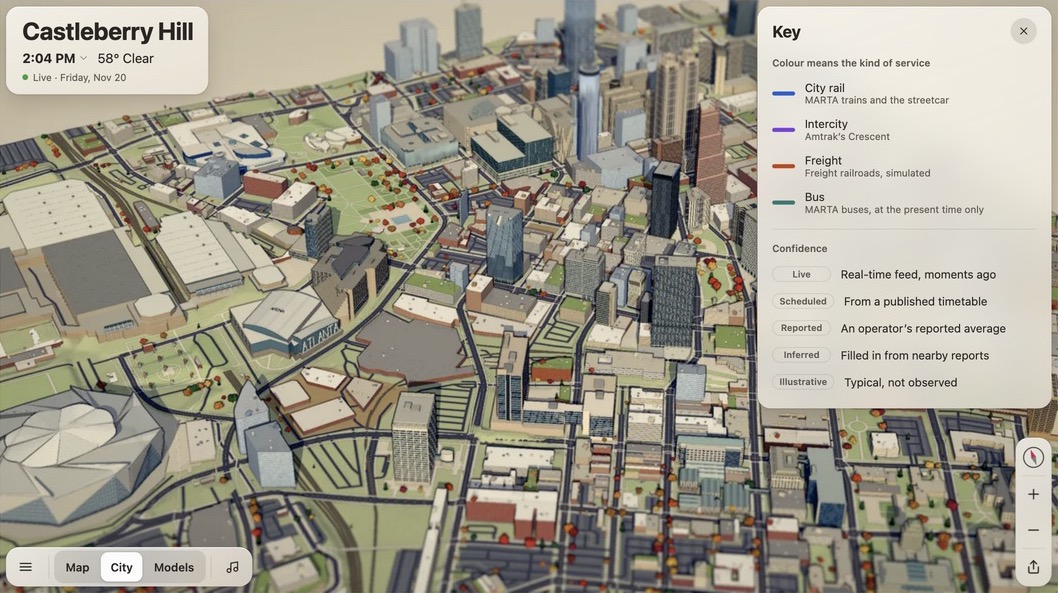 Castleberry Hill
2:04 PM 58° Clear
Live · Friday, Nov 20
Key
Colour means the kind of service
City rail
MARTA trains and the streetcar
Intercity
Amtrak's Crescent
Freight
Freight railroads, simulated
Bus
MARTA buses, at the present time only
Confidence
Live Real-time feed, moments ago
Scheduled From a published timetable
Reported An operator's reported average
Inferred Filled in from nearby reports
Illustrative Typical, not observed
ATLANTA
Map City Models